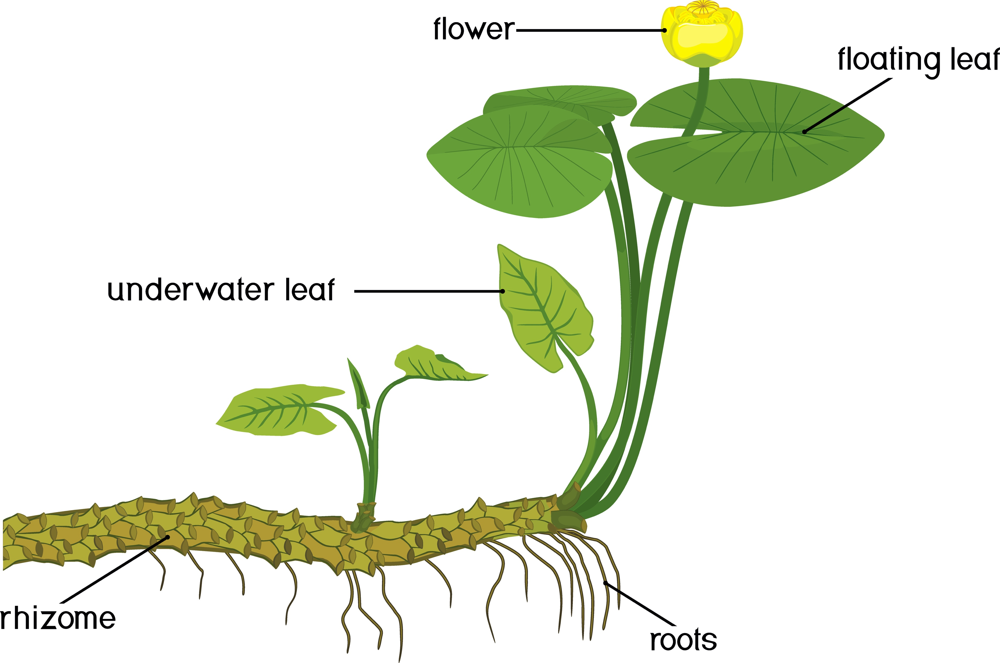 flower
floating leaf
underwater leaf
rhizome
roots